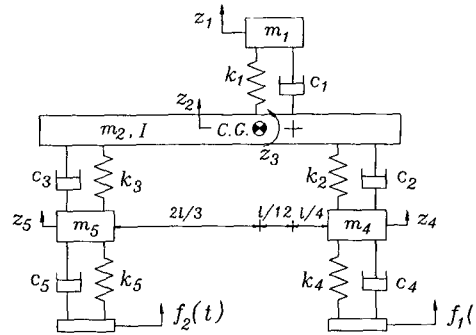 z₁ m₁
k₁ c₁
z₂
m₂, I C.G.
z₃
c₃ k₃ k₂ c₂
z₅ m₅ 2l/3 l/12 l/4 m₄ z₄
c₅ k₅ k₄ c₄
f₂(t) f₁(